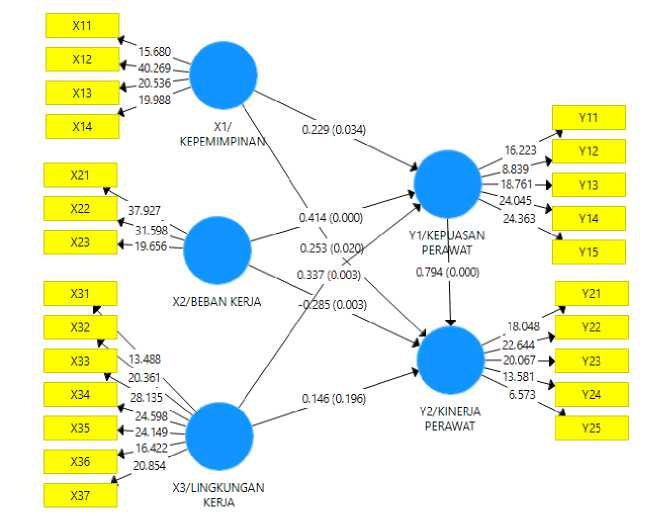 X11
X12
X13
X14
15.680
40.269
20.536
19.988
X1/
KEPEMIMPINAN
X21
X22
X23
37.927
31.598
19.656
X2/BEBAN KERJA
X31
X32
X33
X34
X35
X36
X37
13.488
20.361
28.135
24.598
24.149
16.422
20.854
X3/LINGKUNGAN
KERJA
0.229 (0.034)
0.414 (0.000)
0.253 (0.020)
0.337 (0.003)
-0.285 (0.003)
0.146 (0.196)
Y1/KEPUASAN
PERAWAT
0.794 (0.000)
Y2/KINERJA
PERAWAT
16.223
8.839
18.761
24.045
24.363
Y11
Y12
Y13
Y14
Y15
18.048
22.644
20.067
13.581
6.573
Y21
Y22
Y23
Y24
Y25